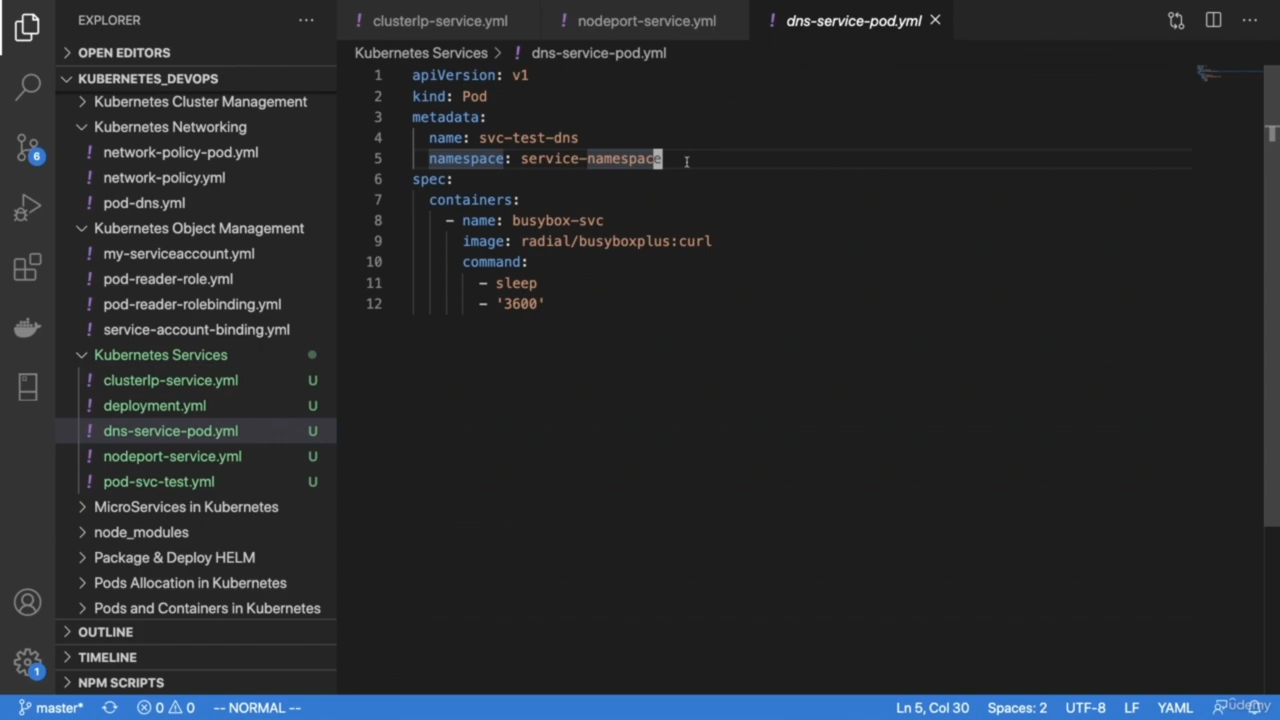 EXPLORER
OPEN EDITORS
KUBERNETES_DEVOPS
Kubernetes Cluster Management
Kubernetes Networking
network-policy-pod.yml
network-policy.yml
pod-dns.yml
Kubernetes Object Management
my-serviceaccount.yml
pod-reader-role.yml
pod-reader-rolebinding.yml
service-account-binding.yml
Kubernetes Services
! clusterIp-service.yml U
! deployment.yml U
! dns-service-pod.yml U
! nodeport-service.yml U
! pod-svc-test.yml U
MicroServices in Kubernetes
node_modules
Package & Deploy HELM
Pods Allocation in Kubernetes
Pods and Containers in Kubernetes
OUTLINE
TIMELINE
NPM SCRIPTS
6
1
! clusterIp-service.yml ! nodeport-service.yml ! dns-service-pod.yml
Kubernetes Services > ! dns-service-pod.yml
1 apiVersion: v1
2 kind: Pod
3 metadata:
4 name: svc-test-dns
5 namespace: service-namespace
6 spec:
7 containers:
8 - name: busybox-svc
9 image: radial/busyboxplus:curl
10 command:
11 - sleep
12 - '3600'
master* 0 0 -- NORMAL -- Ln 5, Col 30 Spaces: 2 UTF-8 LF YAML
Udemy